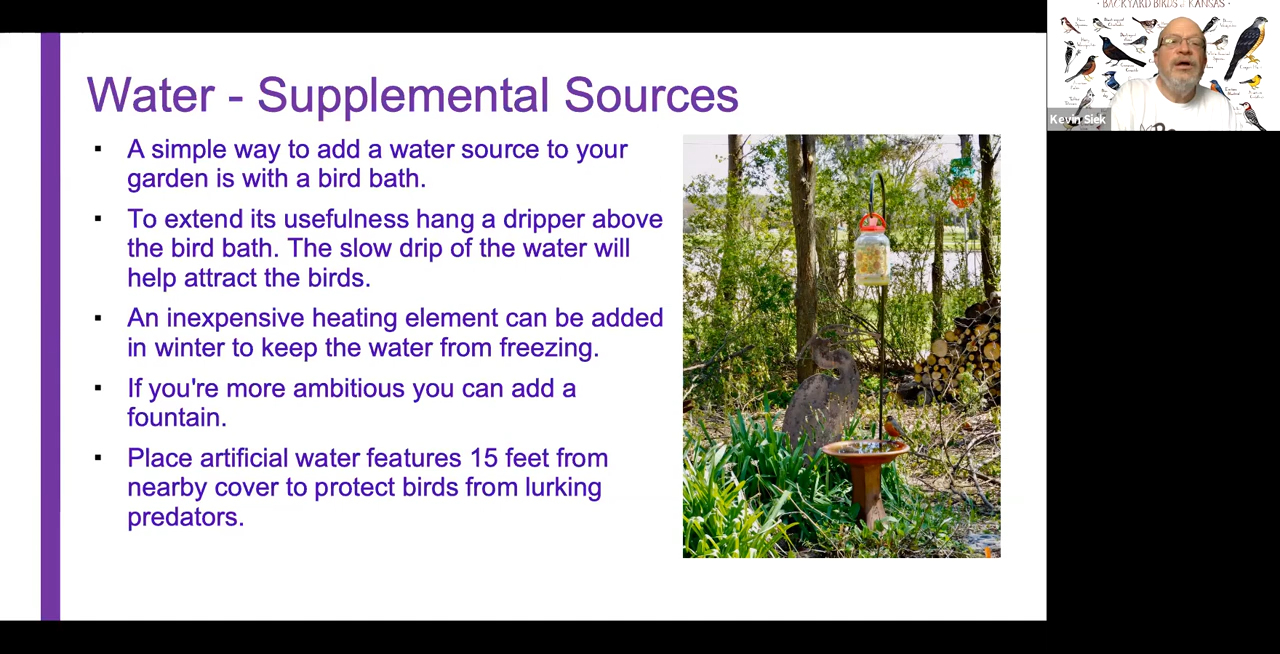 Water - Supplemental Sources
▪ A simple way to add a water source to your
garden is with a bird bath.
▪ To extend its usefulness hang a dripper above
the bird bath. The slow drip of the water will
help attract the birds.
▪ An inexpensive heating element can be added
in winter to keep the water from freezing.
▪ If you're more ambitious you can add a
fountain.
▪ Place artificial water features 15 feet from
nearby cover to protect birds from lurking
predators.
· BACKYARD BIRDS of KANSAS ·
Kevin Siek